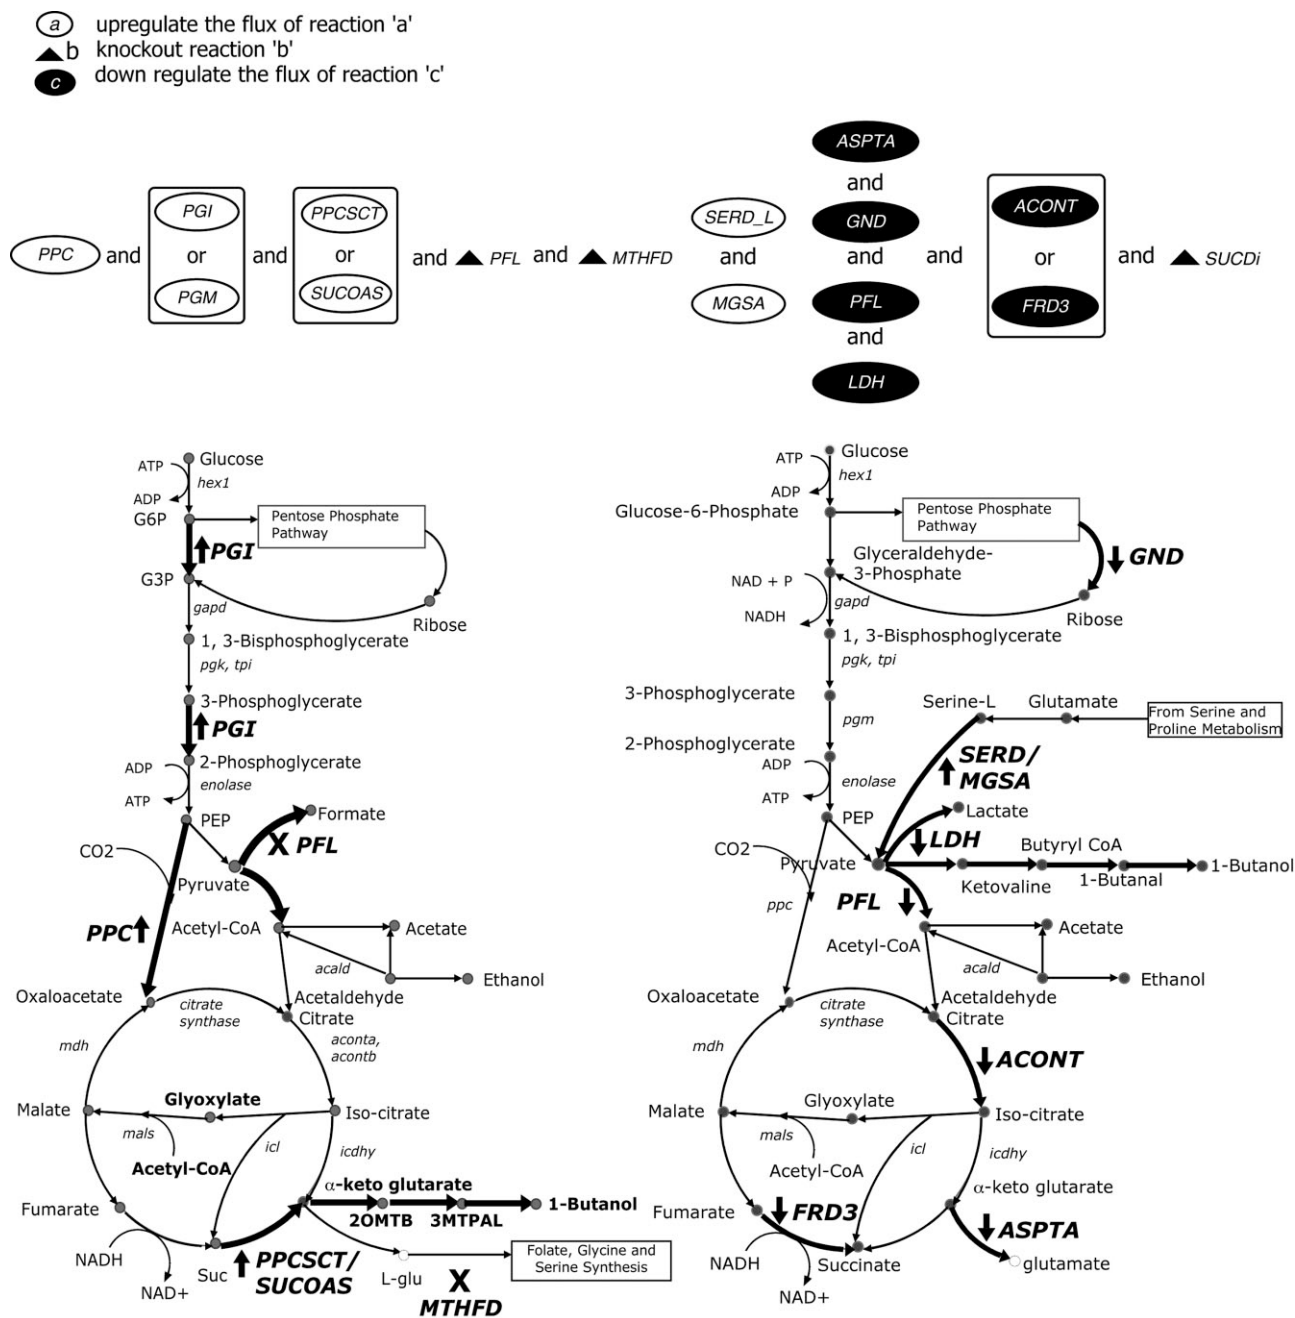 a upregulate the flux of reaction 'a'
b knockout reaction 'b'
c down regulate the flux of reaction 'c'
PPC
and
PGI
or
PGM
and
PPCSCT
or
SUCOAS
and
PFL
and
MTHFD
SERD_L
and
MGSA
ASPTA
and
GND
and
PFL
and
LDH
and
ACONT
or
FRD3
and
SUCDi
Glucose
ATP
hex1
ADP
G6P
Pentose Phosphate
Pathway
PGI
G3P
gapd
Ribose
1, 3-Bisphosphoglycerate
pgk, tpi
3-Phosphoglycerate
PGI
2-Phosphoglycerate
ADP
enolase
ATP
PEP
Formate
X PFL
CO2
Pyruvate
PPC
Acetyl-CoA
Acetate
acald
Ethanol
Oxaloacetate
citrate
synthase
Acetaldehyde
Citrate
aconta,
acontb
mdh
Malate
Glyoxylate
Iso-citrate
mals
icl
icdhy
Acetyl-CoA
α-keto glutarate
1-Butanol
2OMTB
3MTPAL
Fumarate
NADH
Suc
NAD+
PPCSCT/
SUCOAS
L-glu
X
MTHFD
Folate, Glycine and
Serine Synthesis
Glucose
ATP
hex1
ADP
Glucose-6-Phosphate
Pentose Phosphate
Pathway
GND
Glyceraldehyde-
3-Phosphate
NAD + P
gapd
NADH
Ribose
1, 3-Bisphosphoglycerate
pgk, tpi
3-Phosphoglycerate
pgm
Serine-L
Glutamate
From Serine and
Proline Metabolism
2-Phosphoglycerate
ADP
enolase
ATP
SERD/
MGSA
PEP
Lactate
LDH
CO2
Pyruvate
Butyryl CoA
Ketovaline
1-Butanal
1-Butanol
ppc
PFL
Acetyl-CoA
Acetate
acald
Ethanol
Oxaloacetate
citrate
synthase
Acetaldehyde
Citrate
mdh
ACONT
Malate
Glyoxylate
Iso-citrate
mals
icl
icdhy
Acetyl-CoA
α-keto glutarate
Fumarate
FRD3
ASPTA
NADH
Succinate
glutamate
NAD+